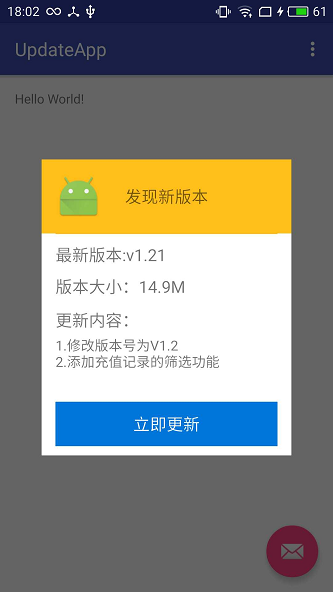 18:02 61
UpdateApp
Hello World!
发现新版本
最新版本:v1.21
版本大小：14.9M
更新内容：
1.修改版本号为V1.2
2.添加充值记录的筛选功能
立即更新